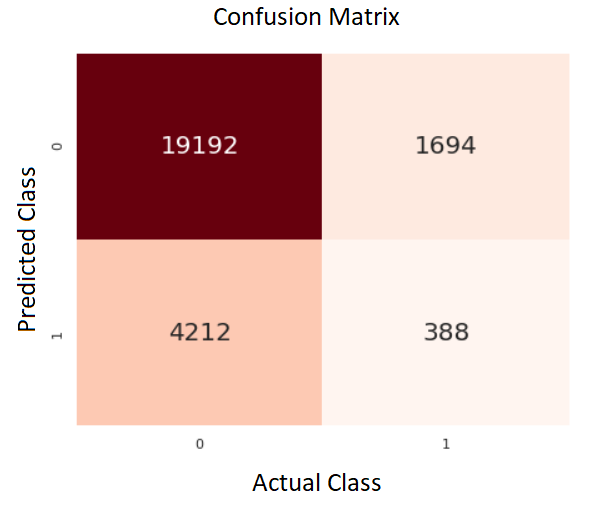 Confusion Matrix
Predicted Class
0
19192
1694
1
4212
388
0
1
Actual Class